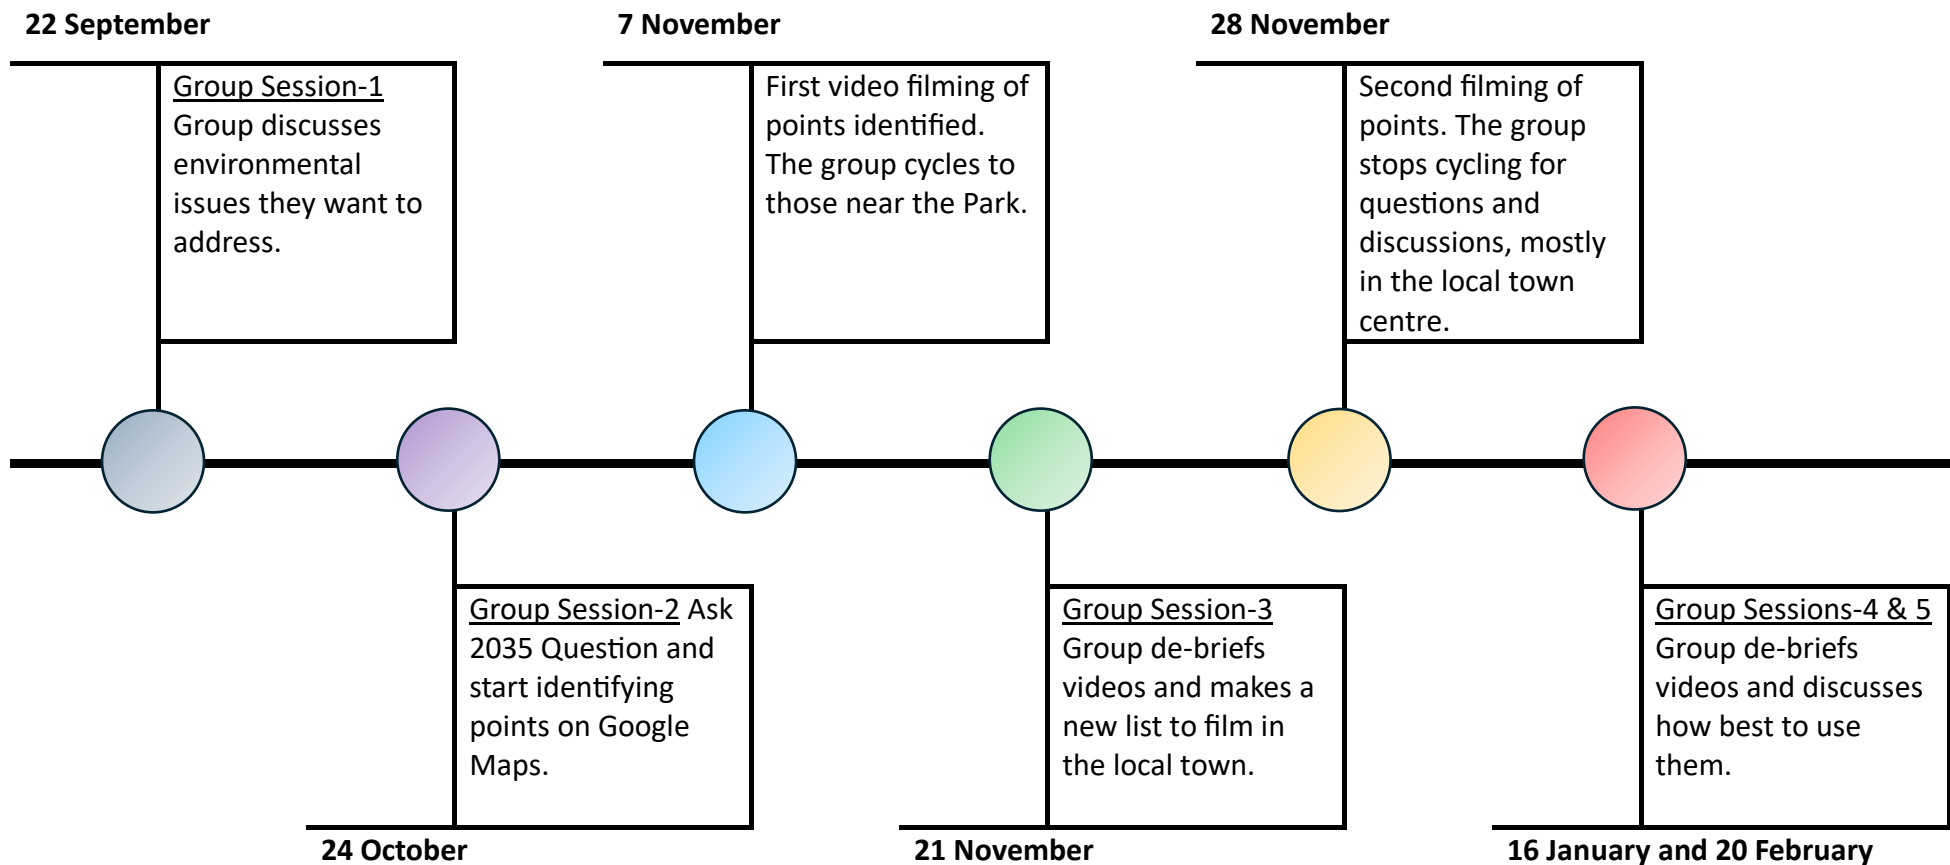 22 September
Group Session-1
Group discusses
environmental
issues they want to
address.
24 October
Group Session-2 Ask
2035 Question and
start identifying
points on Google
Maps.
7 November
First video filming of
points identified.
The group cycles to
those near the Park.
21 November
Group Session-3
Group de-briefs
videos and makes a
new list to film in
the local town.
28 November
Second filming of
points. The group
stops cycling for
questions and
discussions, mostly
in the local town
centre.
16 January and 20 February
Group Sessions-4 & 5
Group de-briefs
videos and discusses
how best to use
them.